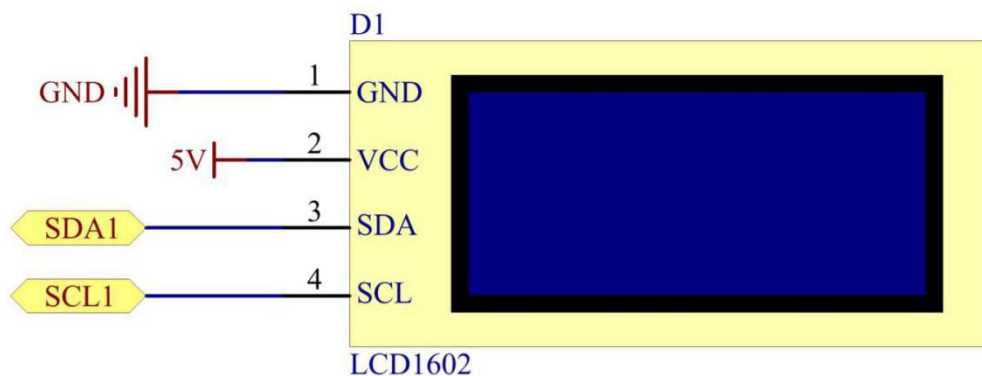 D1
GND 1 GND
5V 2 VCC
SDA1 3 SDA
SCL1 4 SCL
LCD1602